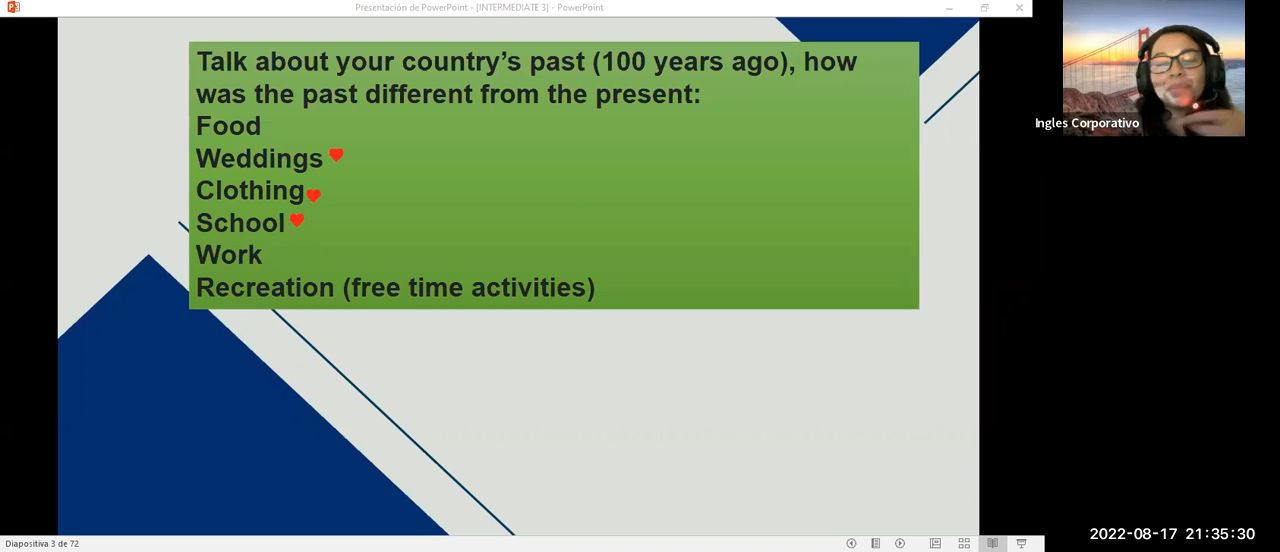 Presentación de PowerPoint - [INTERMEDIATE 3] - PowerPoint
Talk about your country's past (100 years ago), how
was the past different from the present:
Food
Weddings
Clothing
School
Work
Recreation (free time activities)
Ingles Corporativo
2022-08-17 21:35:30
Diapositiva 3 de 72